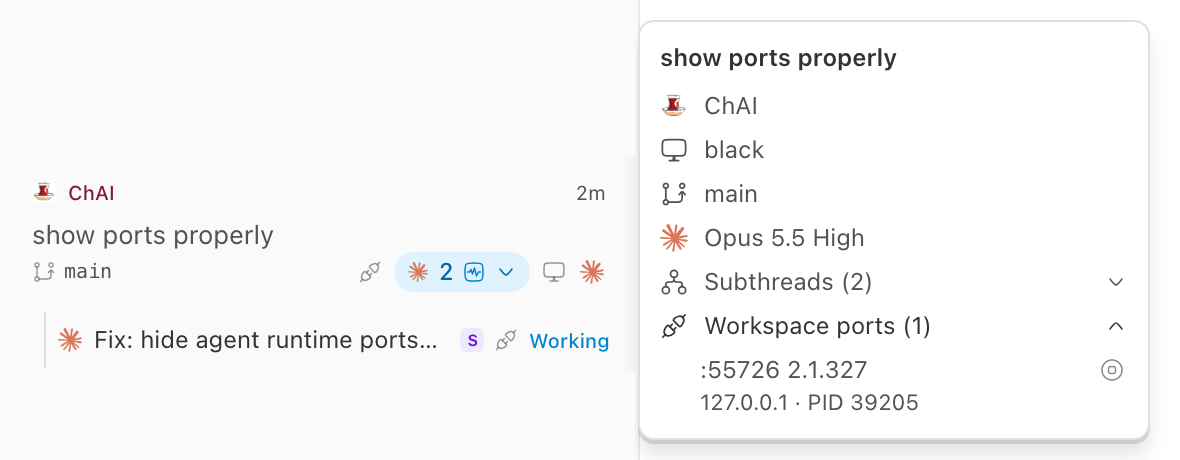 ChAI
2m
show ports properly
main
2
Fix: hide agent runtime ports...
S
Working
show ports properly
ChAI
black
main
Opus 5.5 High
Subthreads (2)
Workspace ports (1)
:55726 2.1.327
127.0.0.1 · PID 39205